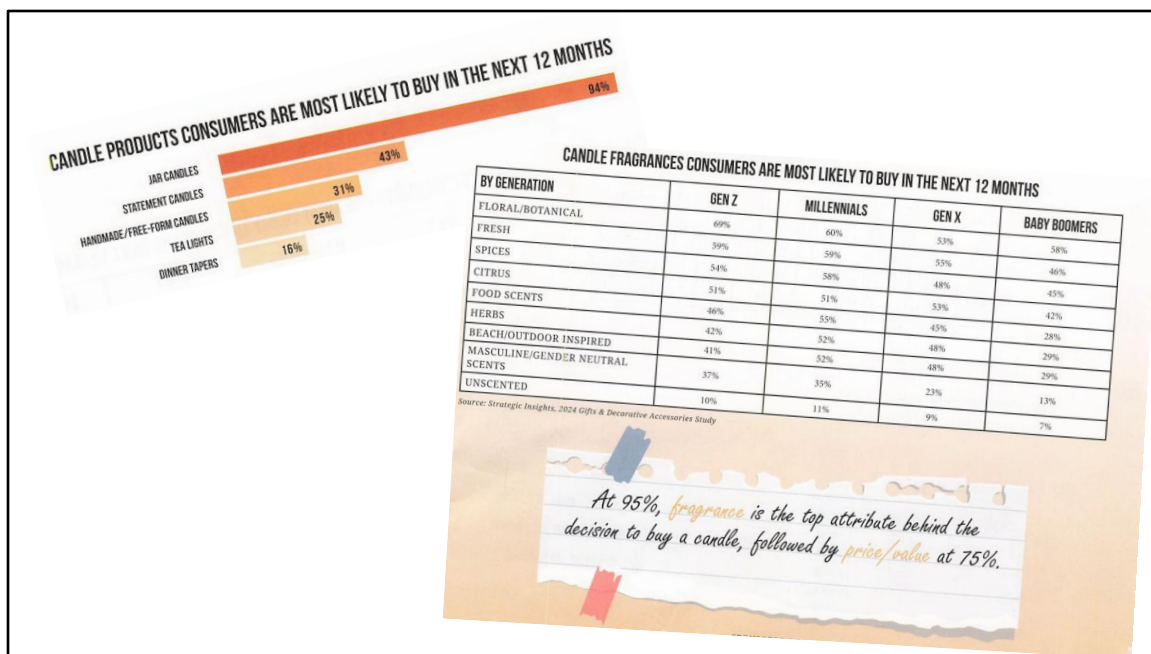 CANDLE PRODUCTS CONSUMERS ARE MOST LIKELY TO BUY IN THE NEXT 12 MONTHS
JAR CANDLES 94%
STATEMENT CANDLES 43%
HANDMADE/FREE-FORM CANDLES 31%
TEA LIGHTS 25%
DINNER TAPERS 16%
CANDLE FRAGRANCES CONSUMERS ARE MOST LIKELY TO BUY IN THE NEXT 12 MONTHS
BY GENERATION GEN Z MILLENNIALS GEN X BABY BOOMERS
FLORAL/BOTANICAL 69% 60% 53% 58%
FRESH 59% 59% 55% 46%
SPICES 54% 58% 48% 45%
CITRUS 51% 51% 53% 42%
FOOD SCENTS 46% 55% 45% 28%
HERBS 42% 52% 48% 29%
BEACH/OUTDOOR INSPIRED 41% 52% 48% 29%
MASCULINE/GENDER NEUTRAL
SCENTS 37% 35% 23% 13%
UNSCENTED 10% 11% 9% 7%
Source: Strategic Insights, 2024 Gifts & Decorative Accessories Study
At 95%, fragrance is the top attribute behind the
decision to buy a candle, followed by price/value at 75%.